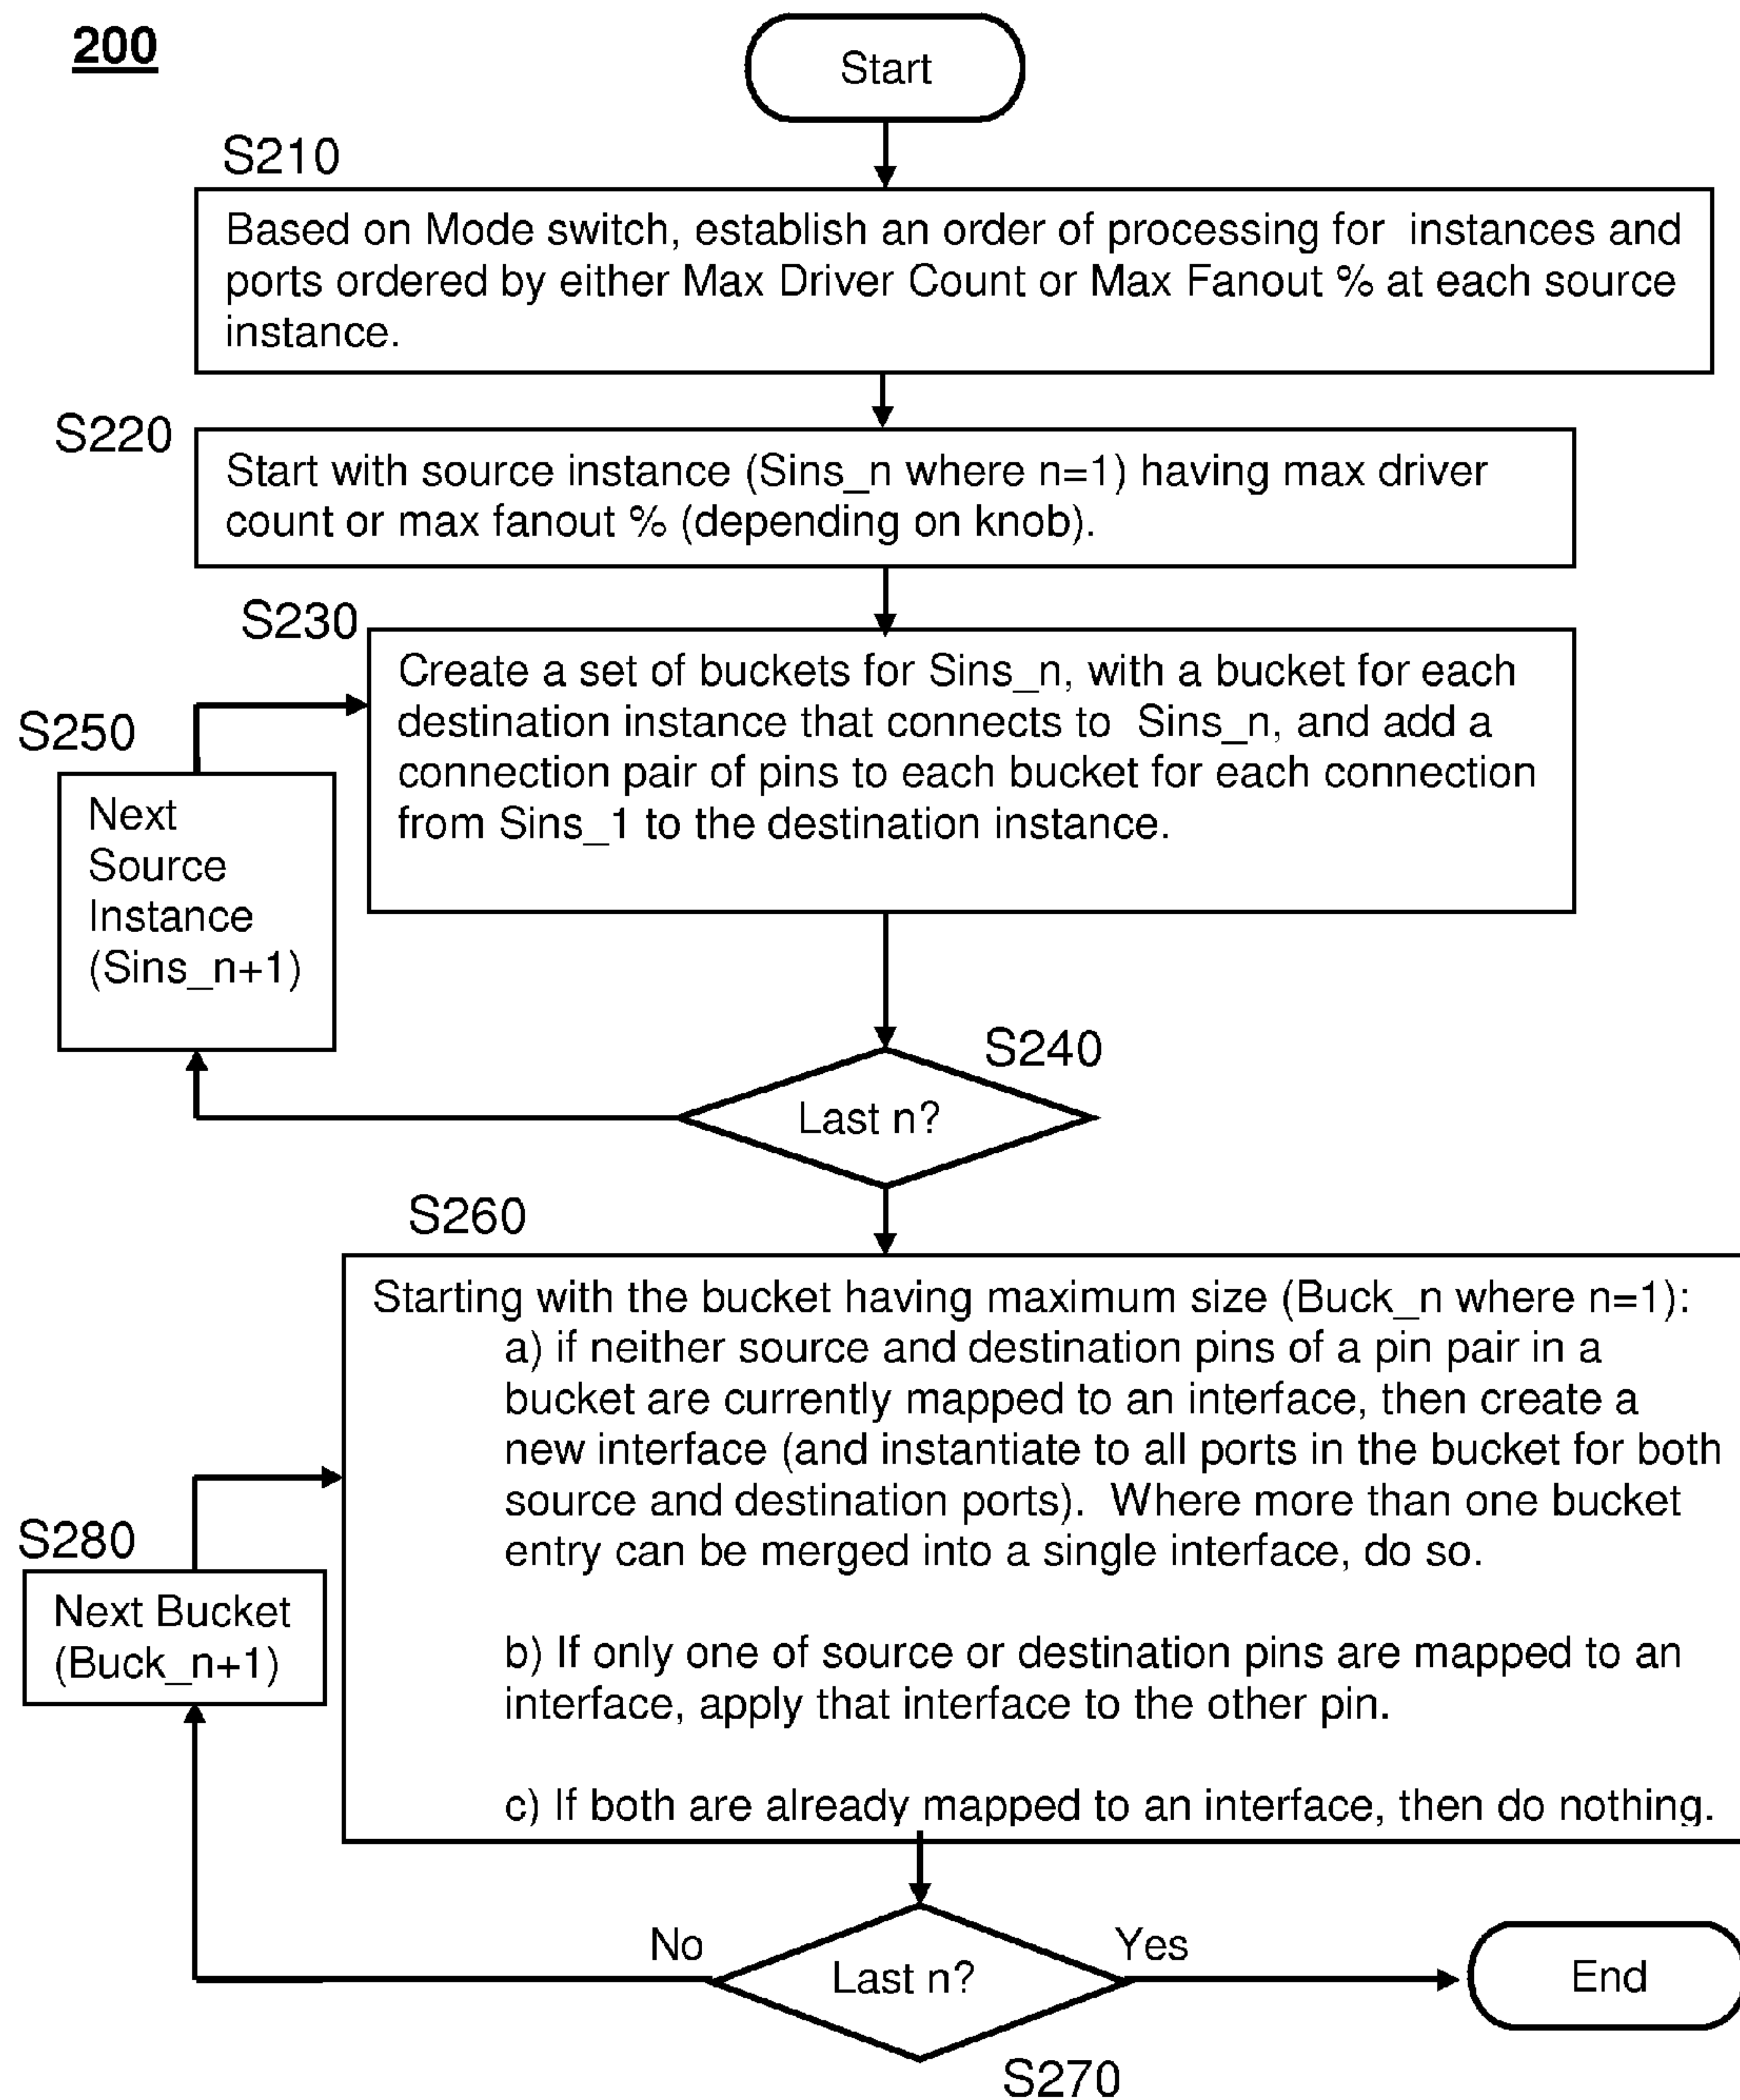 200
Start
S210
Based on Mode switch, establish an order of processing for instances and
ports ordered by either Max Driver Count or Max Fanout % at each source
instance.
S220
Start with source instance (Sins_n where n=1) having max driver
count or max fanout % (depending on knob).
S230
Create a set of buckets for Sins_n, with a bucket for each
destination instance that connects to Sins_n, and add a
connection pair of pins to each bucket for each connection
from Sins_1 to the destination instance.
S250
Next
Source
Instance
(Sins_n+1)
S240
Last n?
S260
Starting with the bucket having maximum size (Buck_n where n=1):
a) if neither source and destination pins of a pin pair in a
bucket are currently mapped to an interface, then create a
new interface (and instantiate to all ports in the bucket for both
source and destination ports). Where more than one bucket
entry can be merged into a single interface, do so.
b) If only one of source or destination pins are mapped to an
interface, apply that interface to the other pin.
c) If both are already mapped to an interface, then do nothing.
S280
Next Bucket
(Buck_n+1)
No
Last n?
Yes
End
S270